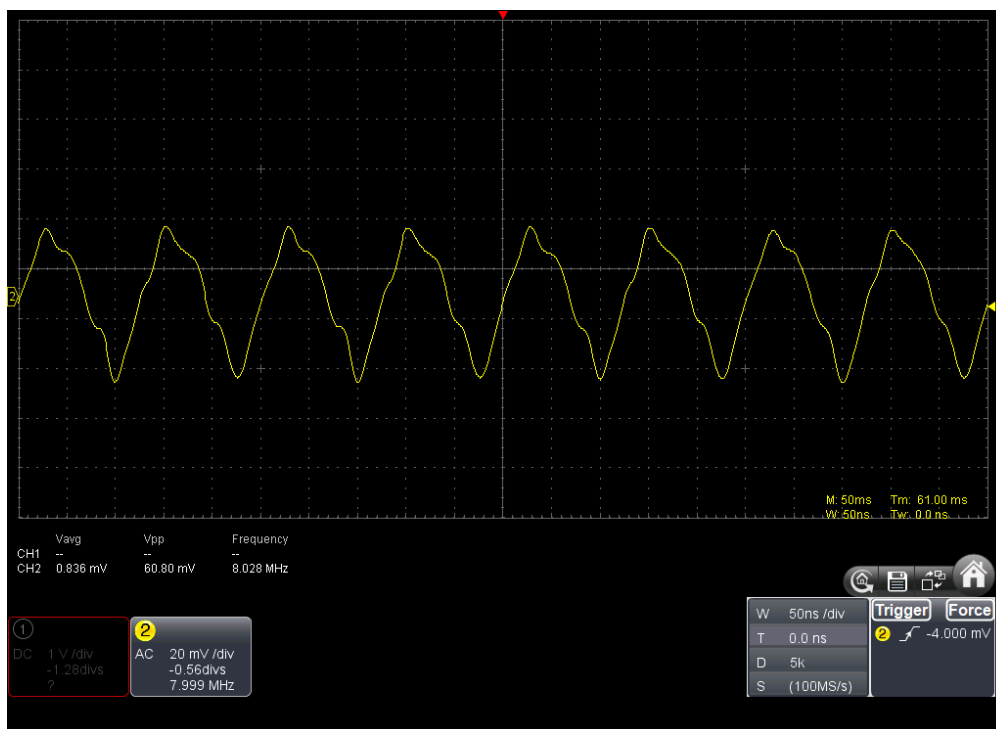 2
M: 50ms Tm: 61.00 ms
W: 50ns Tw: 0.0 ns
Vavg Vpp Frequency
CH1 -- -- --
CH2 0.836 mV 60.80 mV 8.028 MHz
1
DC 1 V /div
-1.28divs
?
2
AC 20 mV /div
-0.56divs
7.999 MHz
W 50ns /div
T 0.0 ns
D 5k
S (100MS/s)
Trigger Force
2 -4.000 mV